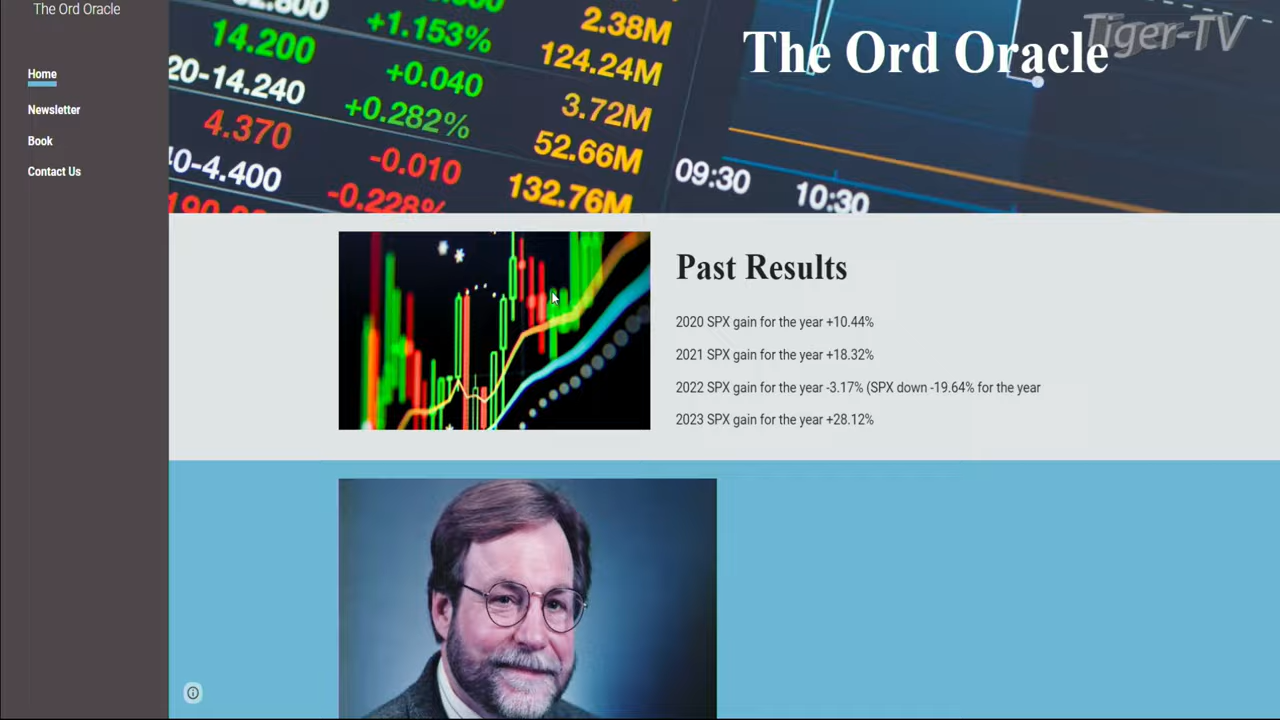 The Ord Oracle
Home
Newsletter
Book
Contact Us
14.200
20-14.240
4.370
40-4.400
+1.153%
+0.040
+0.282%
-0.010
-0.228%
2.38M
124.24M
3.72M
52.66M
132.76M
09:30
10:30
The Ord Oracle
Tiger-TV
Past Results
2020 SPX gain for the year +10.44%
2021 SPX gain for the year +18.32%
2022 SPX gain for the year -3.17% (SPX down -19.64% for the year
2023 SPX gain for the year +28.12%